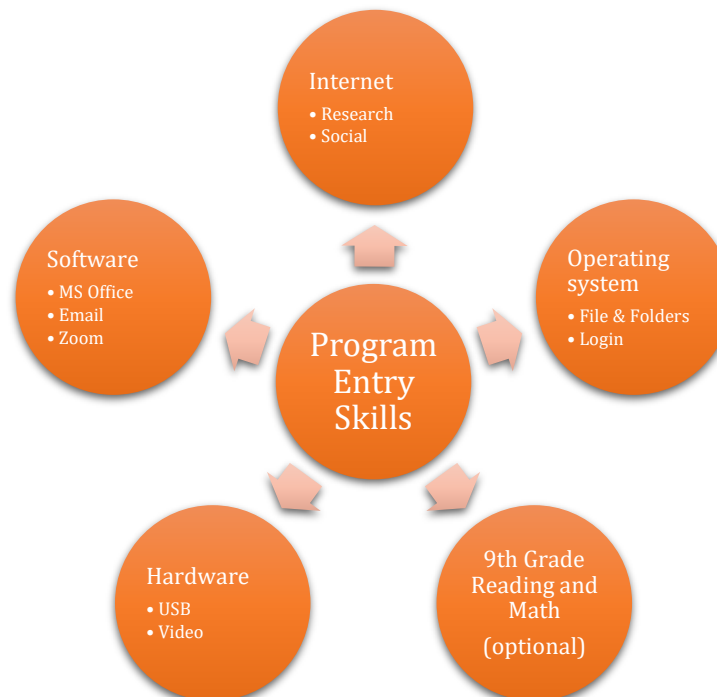 Internet
• Research
• Social
Software
• MS Office
• Email
• Zoom
Operating
system
• File & Folders
• Login
Program
Entry
Skills
Hardware
• USB
• Video
9th Grade
Reading and
Math
(optional)